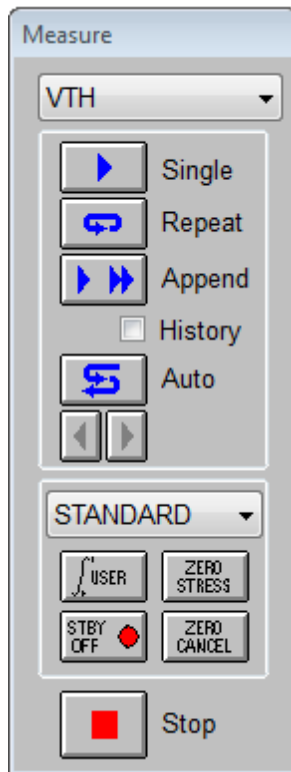 Measure
VTH
Single
Repeat
Append
History
Auto
STANDARD
USER
ZERO
STRESS
STBY
OFF
ZERO
CANCEL
Stop